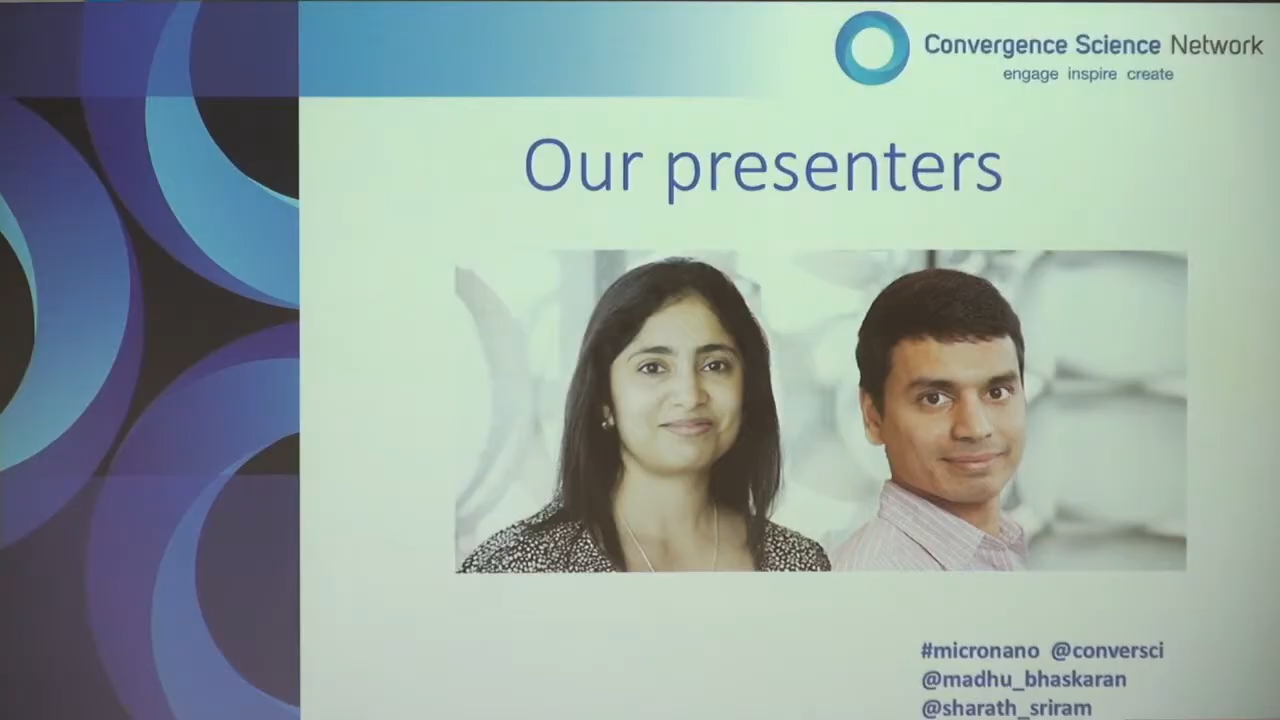 Convergence Science Network
engage inspire create
Our presenters
#micronano @conversci
@madhu_bhaskaran
@sharath_sriram